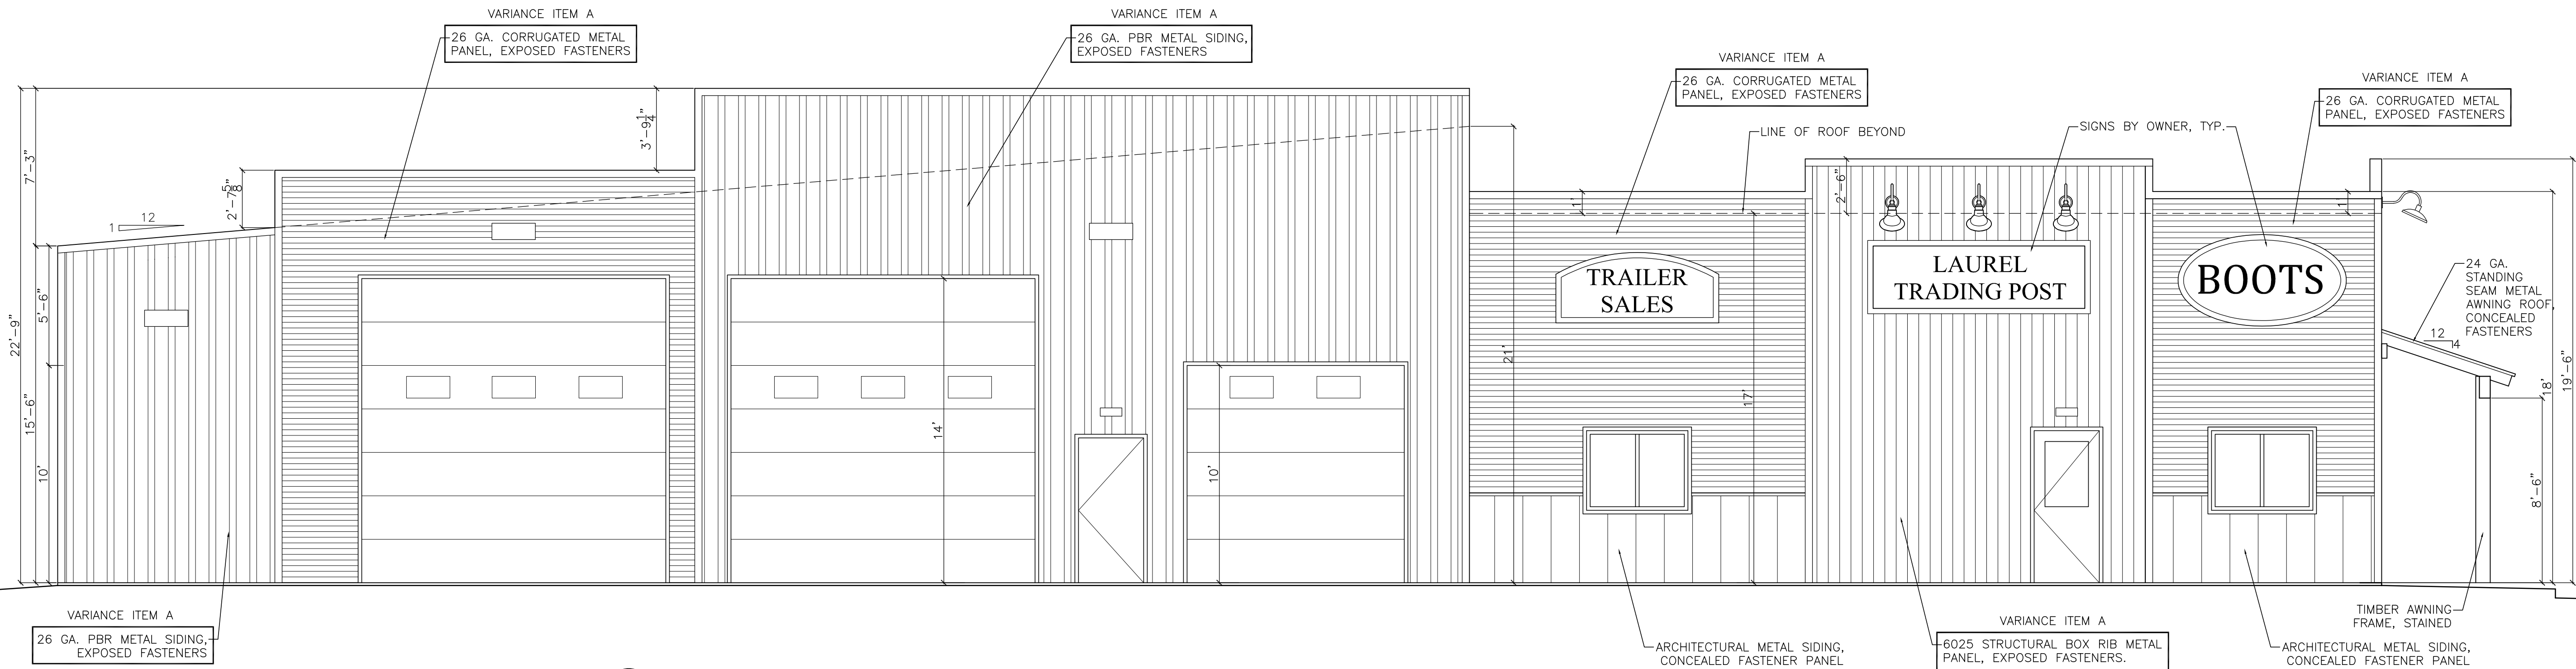 VARIANCE ITEM A
26 GA. CORRUGATED METAL
PANEL, EXPOSED FASTENERS
VARIANCE ITEM A
26 GA. PBR METAL SIDING,
EXPOSED FASTENERS
VARIANCE ITEM A
26 GA. CORRUGATED METAL
PANEL, EXPOSED FASTENERS
VARIANCE ITEM A
26 GA. CORRUGATED METAL
PANEL, EXPOSED FASTENERS
LINE OF ROOF BEYOND
SIGNS BY OWNER, TYP.
7'-3"
3'-9 1/4"
2'-7 5/8"
12
1
22'-9"
5'-6"
15'-6"
10'
14'
10'
21'
1'
17'
2'-6"
1'
TRAILER
SALES
LAUREL
TRADING POST
BOOTS
24 GA.
STANDING
SEAM METAL
AWNING ROOF,
CONCEALED
FASTENERS
12
4
18'
19'-6"
8'-6"
VARIANCE ITEM A
26 GA. PBR METAL SIDING,
EXPOSED FASTENERS
ARCHITECTURAL METAL SIDING,
CONCEALED FASTENER PANEL
VARIANCE ITEM A
6025 STRUCTURAL BOX RIB METAL
PANEL, EXPOSED FASTENERS.
TIMBER AWNING
FRAME, STAINED
ARCHITECTURAL METAL SIDING,
CONCEALED FASTENER PANEL